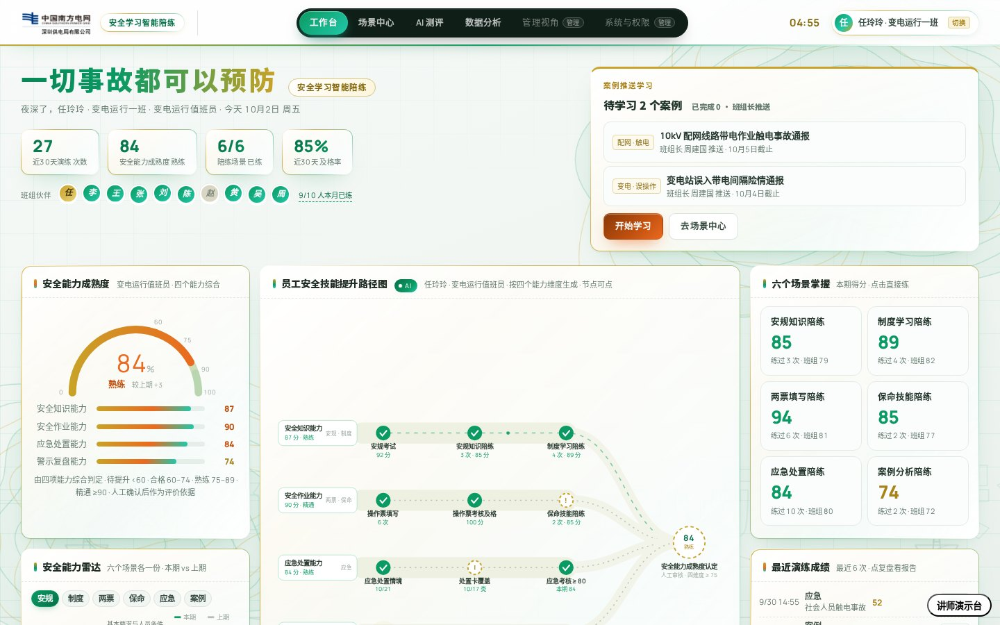 中国南方电网
CHINA SOUTHERN POWER GRID
深圳供电局有限公司
安全学习智能陪练
工作台
场景中心
AI 测评
数据分析
管理视角 管理
系统与权限 管理
04:55
任 任玲玲 · 变电运行一班 切换
一切事故都可以预防
安全学习智能陪练
夜深了，任玲玲 · 变电运行一班 · 变电运行值班员 · 今天 10月2日 周五
27
近30天演练 次数
84
安全能力成熟度 熟练
6/6
陪练场景 已练
85%
近30天 及格率
班组伙伴 任 李 王 张 刘 陈 赵 黄 吴 周 9/10 人本月已练
案例推送学习
待学习 2 个案例 已完成 0 · 班组长推送
配网 · 触电
10kV 配网线路带电作业触电事故通报
班组长 周建国 推送 · 10月5日截止
变电 · 误操作
变电站误入带电间隔险情通报
班组长 周建国 推送 · 10月4日截止
开始学习
去场景中心
安全能力成熟度 变电运行值班员 · 四个能力综合
0
60
75
90
100
84%
熟练 较上期 +3
安全知识能力 87
安全作业能力 90
应急处置能力 84
警示复盘能力 74
由四项能力综合判定 · 待提升 <60 · 合格 60–74 · 熟练 75–89 ·
精通 ≥90 · 人工确认后作为评价依据
员工安全技能提升路径图 AI 任玲玲 · 变电运行值班员 · 按四个能力维度生成 · 节点可点
安全知识能力 安规 · 制度
87 分 · 熟练
安规考试
92 分
安规知识陪练
3 次 · 85 分
制度学习陪练
4 次 · 89 分
安全作业能力 两票 · 保命
90 分 · 精通
操作票填写
6 次
操作票考核及格
100 分
!
保命技能陪练
2 次 · 85 分
84
熟练
安全能力成熟度认定
人工审核 · 四维度 ≥ 75
应急处置能力 应急
84 分 · 熟练
应急处置情境
10/21
!
处置卡覆盖
10/17 类
应急考核 ≥ 80
本期 84
六个场景掌握 本期得分 · 点击直接练
安规知识陪练
85
练过 3 次 · 班组 79
制度学习陪练
89
练过 4 次 · 班组 82
两票填写陪练
94
练过 6 次 · 班组 81
保命技能陪练
85
练过 2 次 · 班组 77
应急处置陪练
84
练过 10 次 · 班组 80
案例分析陪练
74
练过 2 次 · 班组 72
安全能力雷达 六个场景各一份 · 本期 vs 上期
安规 制度 两票 保命 应急 案例
本期 上期
基本要求与人员条件
最近演练成绩 最近 6 次 · 点复盘看报告
9/30 14:55
应急
社会人员触电事故
52
案例
讲师演示台